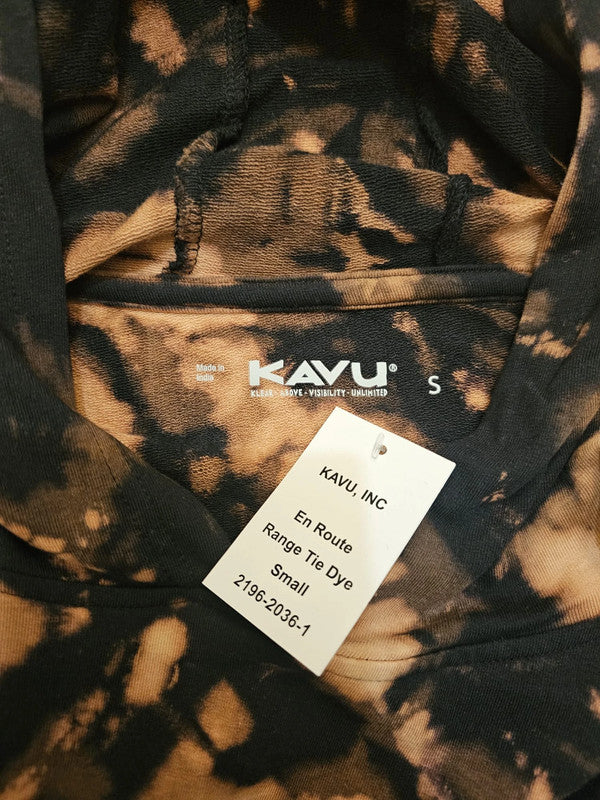 Made in
India
KAVU®
S
KLEAR • ABOVE • VISIBILITY • UNLIMITED
KAVU, INC
En Route
Range Tie Dye
Small
2196-2036-1